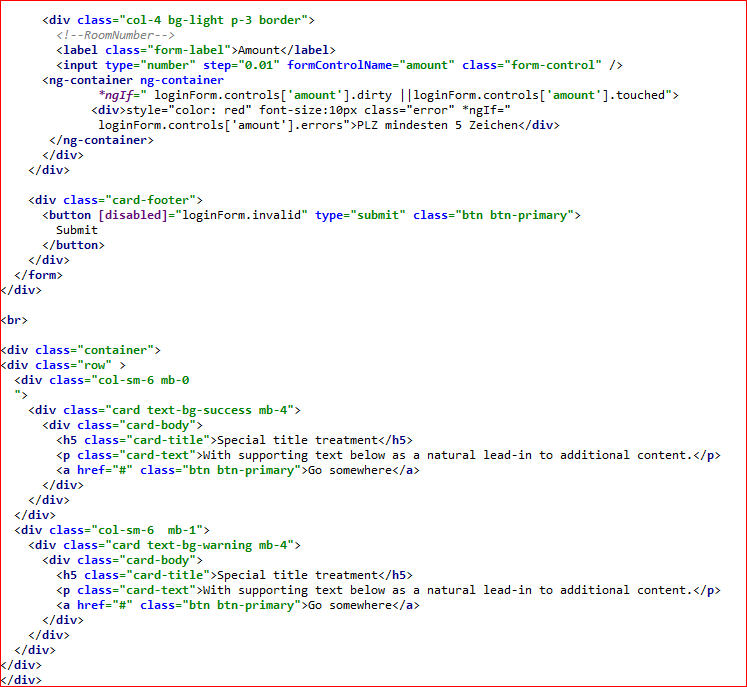 <div class="col-4 bg-light p-3 border">
<!--RoomNumber-->
<label class="form-label">Amount</label>
<input type="number" step="0.01" formControlName="amount" class="form-control" />
<ng-container ng-container
*ngIf=" loginForm.controls['amount'].dirty ||loginForm.controls['amount'].touched">
<div>style="color: red" font-size:10px class="error" *ngIf="
loginForm.controls['amount'].errors">PLZ mindesten 5 Zeichen</div>
</ng-container>
</div>
</div>
<div class="card-footer">
<button [disabled]="loginForm.invalid" type="submit" class="btn btn-primary">
Submit
</button>
</div>
</form>
</div>
<br>
<div class="container">
<div class="row" >
<div class="col-sm-6 mb-0
">
<div class="card text-bg-success mb-4">
<div class="card-body">
<h5 class="card-title">Special title treatment</h5>
<p class="card-text">With supporting text below as a natural lead-in to additional content.</p>
<a href="#" class="btn btn-primary">Go somewhere</a>
</div>
</div>
</div>
<div class="col-sm-6  mb-1">
<div class="card text-bg-warning mb-4">
<div class="card-body">
<h5 class="card-title">Special title treatment</h5>
<p class="card-text">With supporting text below as a natural lead-in to additional content.</p>
<a href="#" class="btn btn-primary">Go somewhere</a>
</div>
</div>
</div>
</div>
</div>